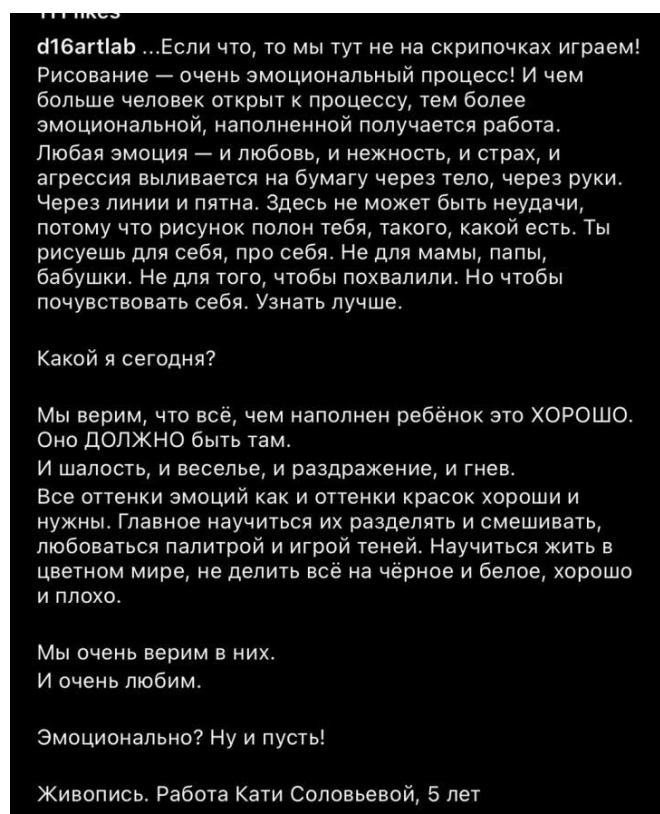 d16artlab ...Если что, то мы тут не на скрипочках играем!
Рисование — очень эмоциональный процесс! И чем
больше человек открыт к процессу, тем более
эмоциональной, наполненной получается работа.
Любая эмоция — и любовь, и нежность, и страх, и
агрессия выливается на бумагу через тело, через руки.
Через линии и пятна. Здесь не может быть неудачи,
потому что рисунок полон тебя, такого, какой есть. Ты
рисуешь для себя, про себя. Не для мамы, папы,
бабушки. Не для того, чтобы похвалили. Но чтобы
почувствовать себя. Узнать лучше.
Какой я сегодня?
Мы верим, что всё, чем наполнен ребёнок это ХОРОШО.
Оно ДОЛЖНО быть там.
И шалость, и веселье, и раздражение, и гнев.
Все оттенки эмоций как и оттенки красок хороши и
нужны. Главное научиться их разделять и смешивать,
любоваться палитрой и игрой теней. Научиться жить в
цветном мире, не делить всё на чёрное и белое, хорошо
и плохо.
Мы очень верим в них.
И очень любим.
Эмоционально? Ну и пусть!
Живопись. Работа Кати Соловьевой, 5 лет